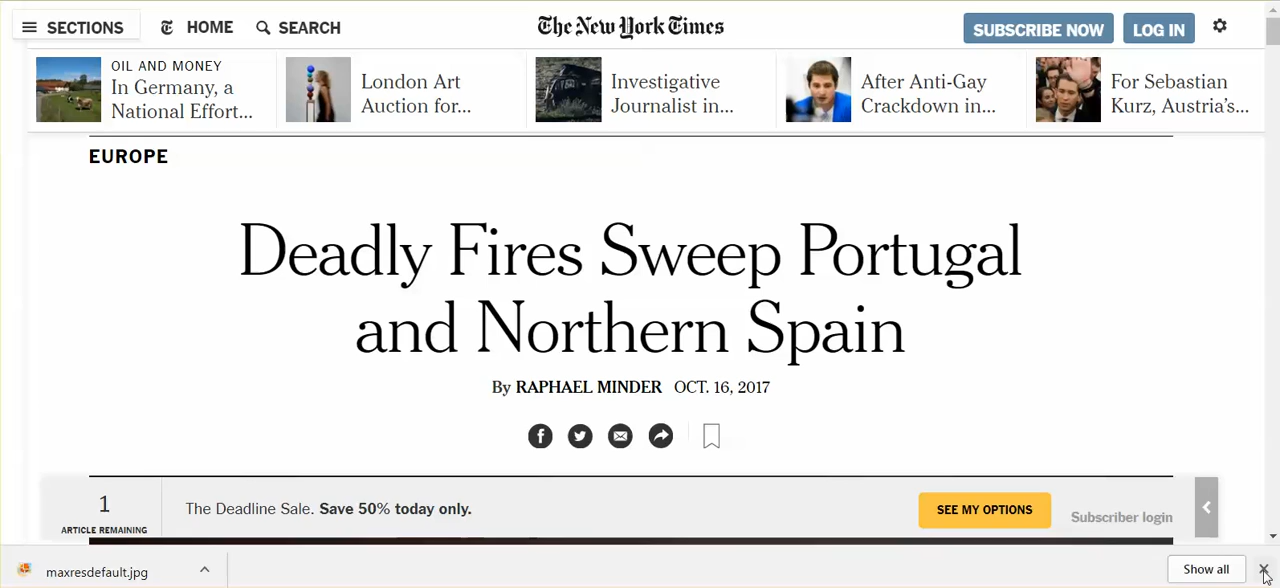 SECTIONS HOME SEARCH The New York Times SUBSCRIBE NOW LOG IN
OIL AND MONEY
In Germany, a
National Effort...
London Art
Auction for...
Investigative
Journalist in...
After Anti-Gay
Crackdown in...
For Sebastian
Kurz, Austria's...
EUROPE
Deadly Fires Sweep Portugal
and Northern Spain
By RAPHAEL MINDER OCT. 16, 2017
1
ARTICLE REMAINING
The Deadline Sale. Save 50% today only.
SEE MY OPTIONS
Subscriber login
maxresdefault.jpg
Show all